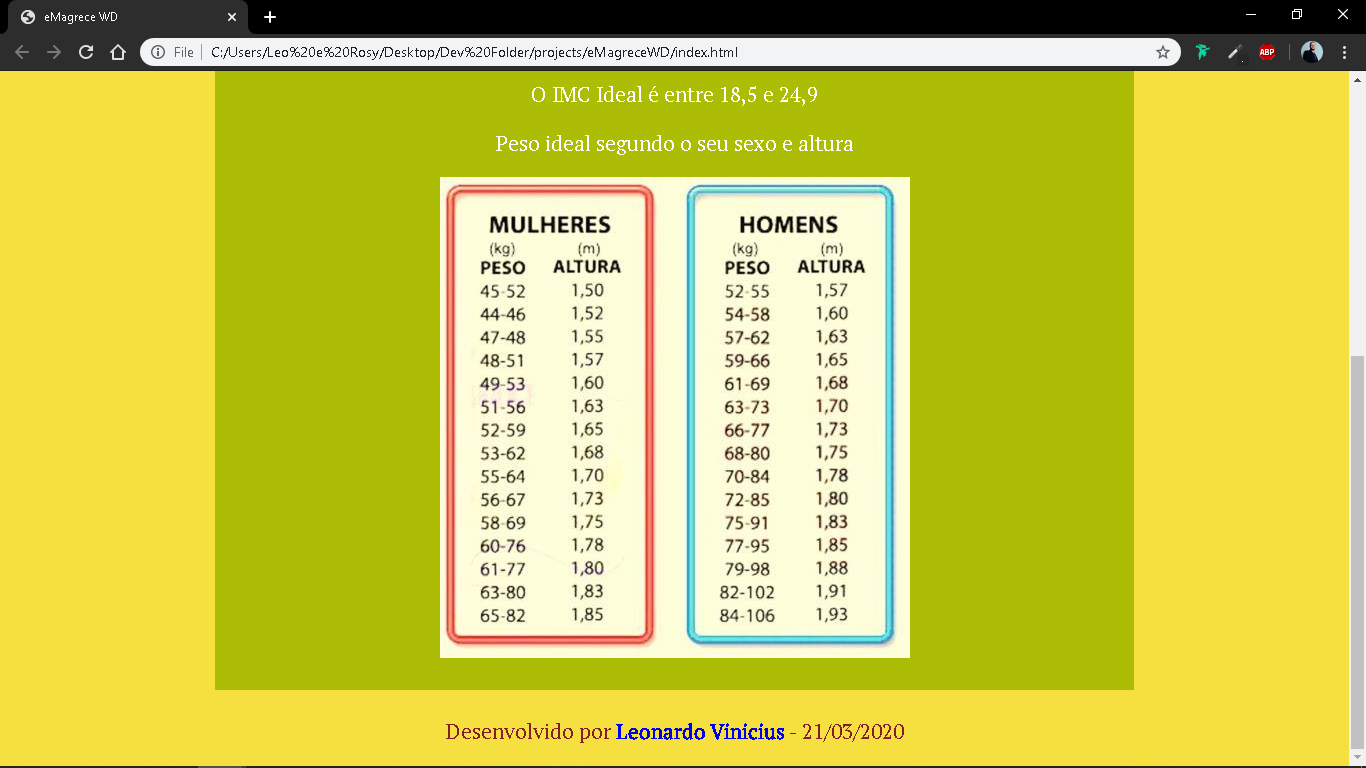 eMagrece WD
File
C:/Users/Leo%20e%20Rosy/Desktop/Dev%20Folder/projects/eMagreceWD/index.html
ABP
O IMC Ideal é entre 18,5 e 24,9
Peso ideal segundo o seu sexo e altura
MULHERES
(kg) (m)
PESO ALTURA
45-52 1,50
44-46 1,52
47-48 1,55
48-51 1,57
49-53 1,60
51-56 1,63
52-59 1,65
53-62 1,68
55-64 1,70
56-67 1,73
58-69 1,75
60-76 1,78
61-77 1,80
63-80 1,83
65-82 1,85
HOMENS
(kg) (m)
PESO ALTURA
52-55 1,57
54-58 1,60
57-62 1,63
59-66 1,65
61-69 1,68
63-73 1,70
66-77 1,73
68-80 1,75
70-84 1,78
72-85 1,80
75-91 1,83
77-95 1,85
79-98 1,88
82-102 1,91
84-106 1,93
Desenvolvido por Leonardo Vinicius - 21/03/2020